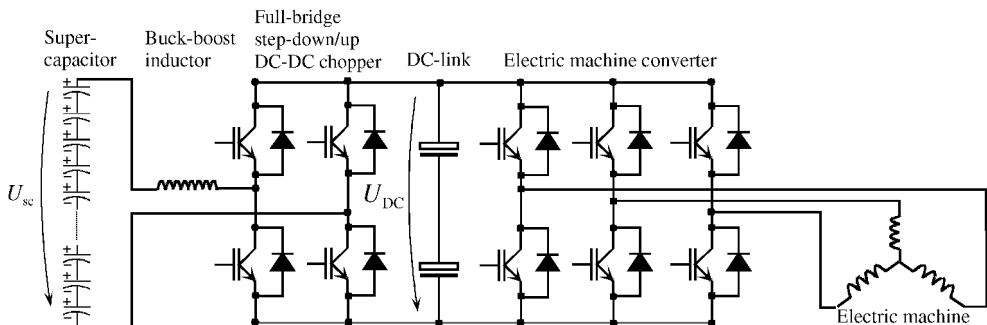 Super-
capacitor
Buck-boost
inductor
Full-bridge
step-down/up
DC-DC chopper
DC-link
Electric machine converter
+
+
+
+
+
+
+
+
U_sc
U_DC
Electric machine